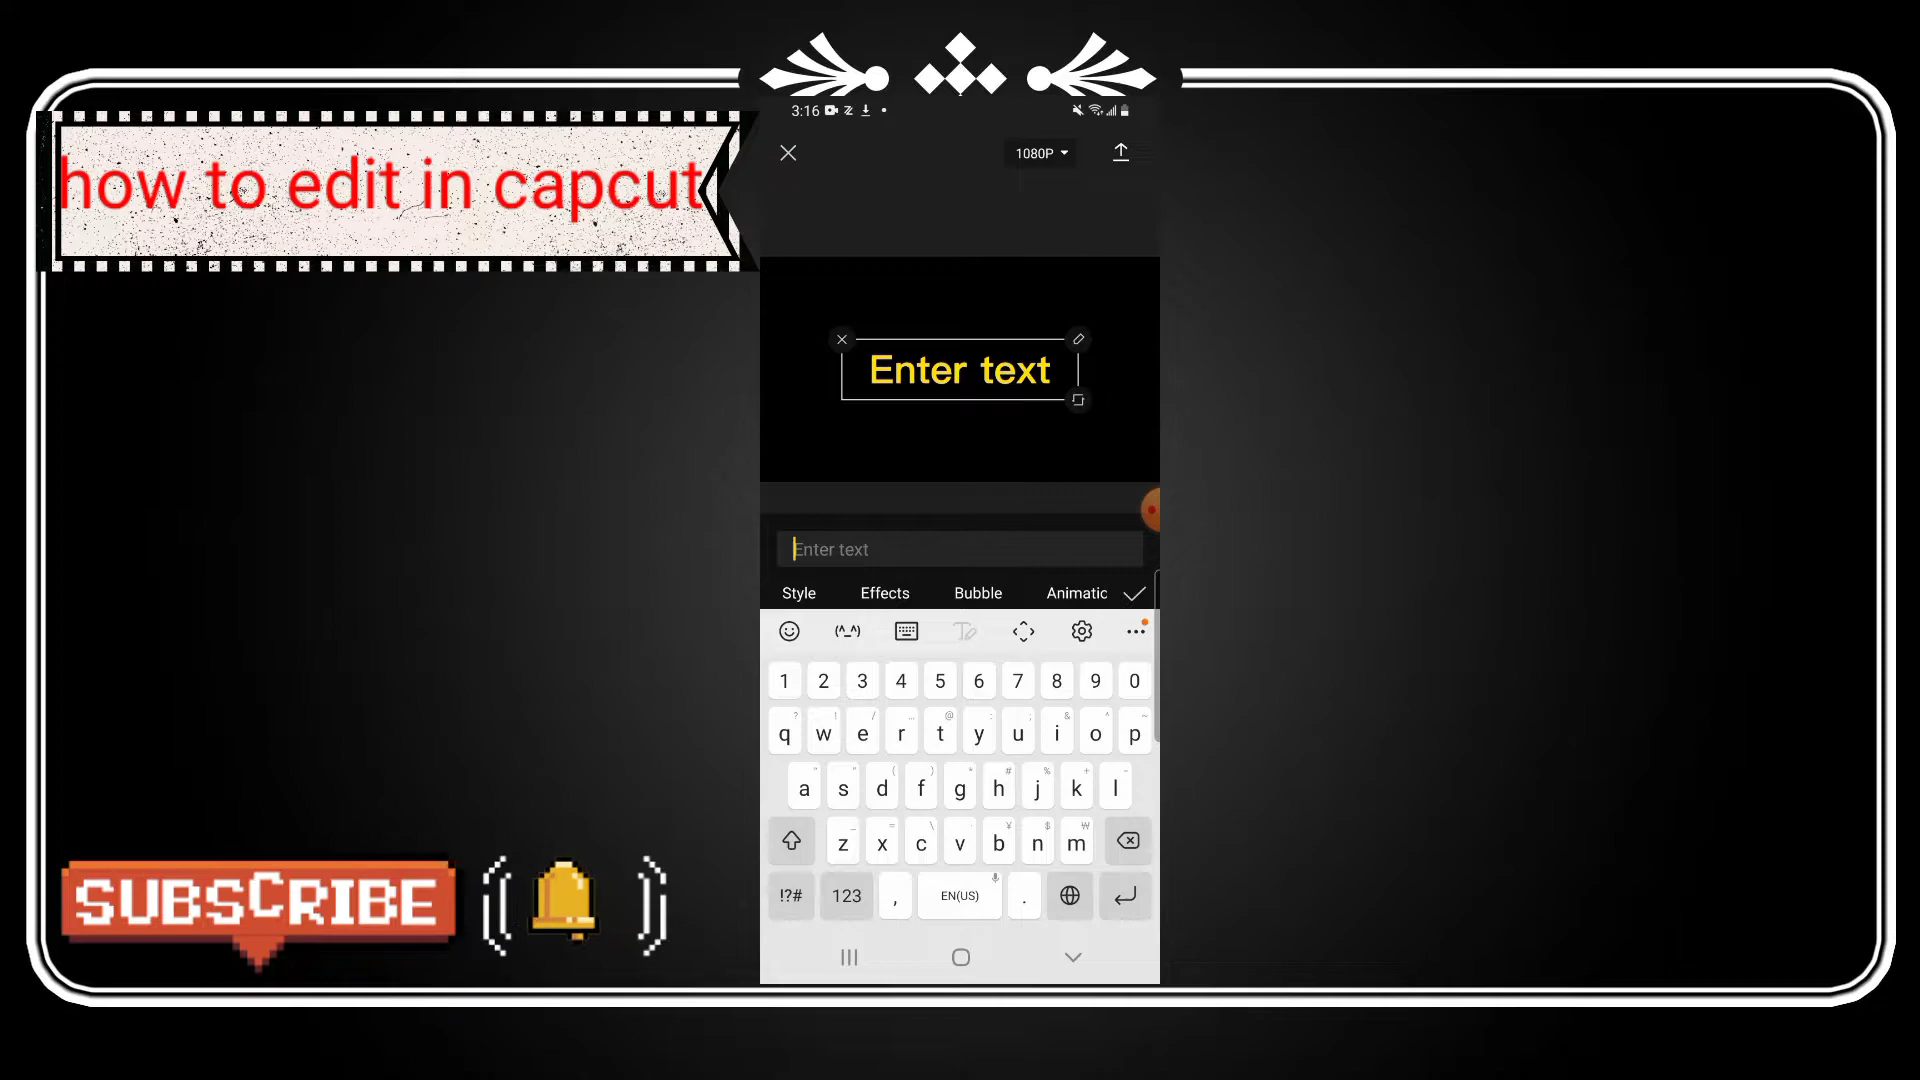 how to edit in capcut
3:16
1080P
Enter text
Enter text
Style Effects Bubble Animatic
(^_^)
1 2 3 4 5 6 7 8 9 0
q w e r t y u i o p
a s d f g h j k l
z x c v b n m
!?# 123 , EN(US) .
SUBSCRIBE